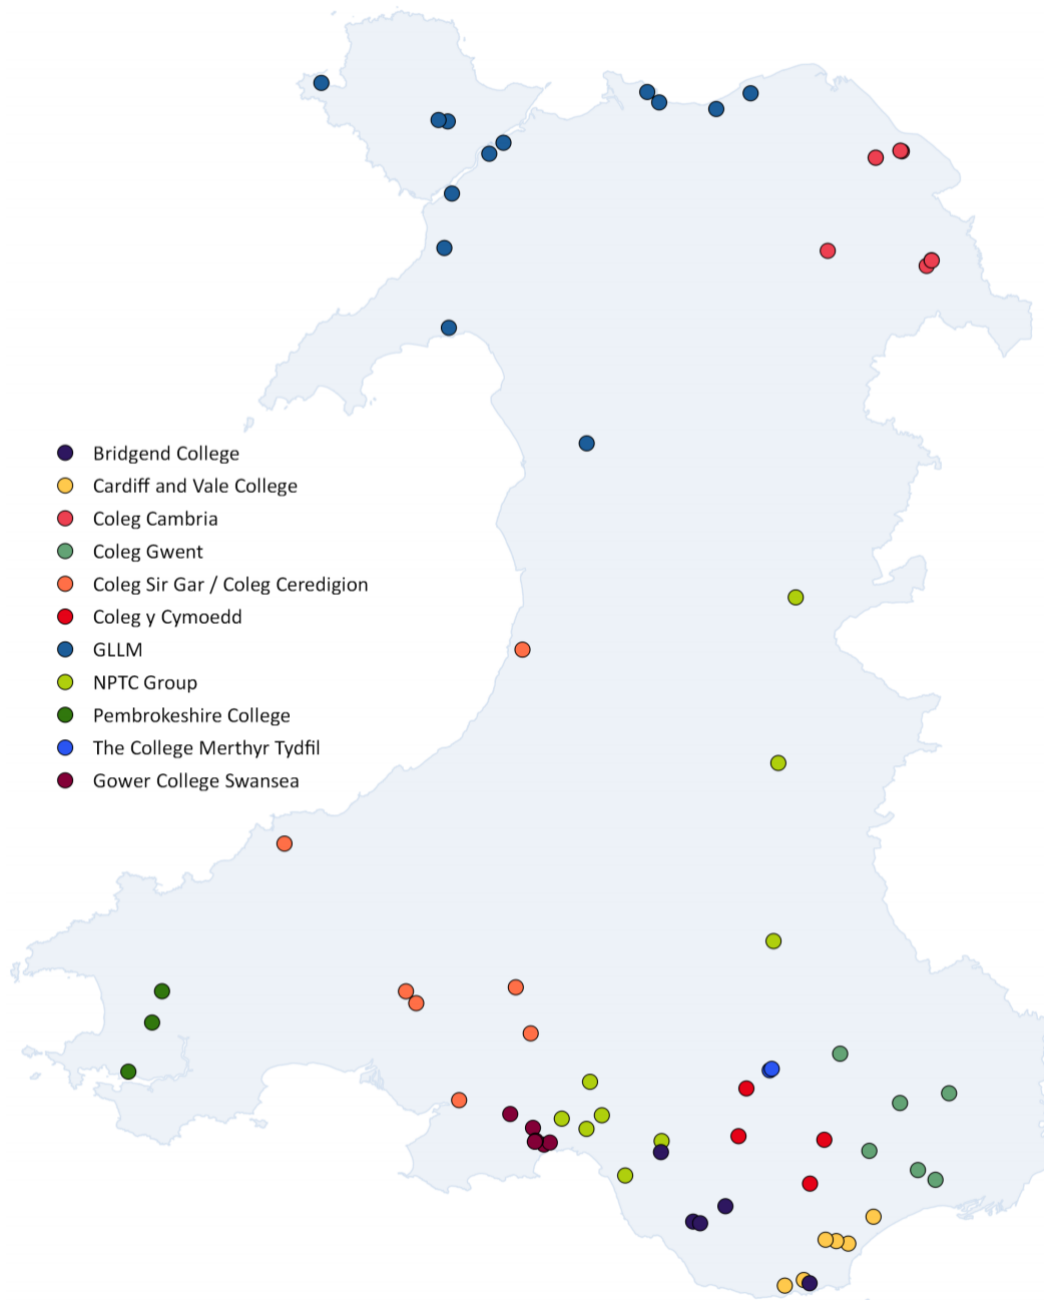 Bridgend College
Cardiff and Vale College
Coleg Cambria
Coleg Gwent
Coleg Sir Gar / Coleg Ceredigion
Coleg y Cymoedd
GLLM
NPTC Group
Pembrokeshire College
The College Merthyr Tydfil
Gower College Swansea